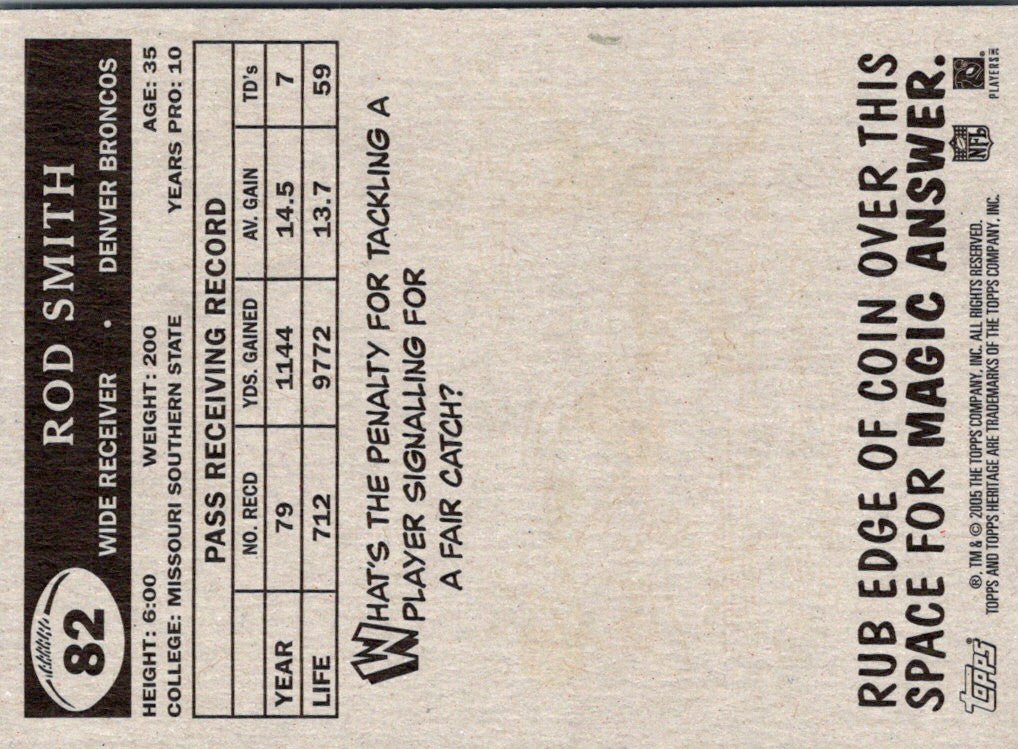 82
ROD SMITH
WIDE RECEIVER • DENVER BRONCOS
HEIGHT: 6:00 WEIGHT: 200 AGE: 35
COLLEGE: MISSOURI SOUTHERN STATE YEARS PRO: 10
PASS RECEIVING RECORD
NO. RECD YDS. GAINED AV. GAIN TD's
YEAR 79 1144 14.5 7
LIFE 712 9772 13.7 59
WHAT'S THE PENALTY FOR TACKLING A
PLAYER SIGNALLING FOR
A FAIR CATCH?
RUB EDGE OF COIN OVER THIS
SPACE FOR MAGIC ANSWER.
TOPPS®
®, TM & © 2005 THE TOPPS COMPANY, INC. ALL RIGHTS RESERVED.
TOPPS AND TOPPS HERITAGE ARE TRADEMARKS OF THE TOPPS COMPANY, INC.
NFL
PLAYERS INC